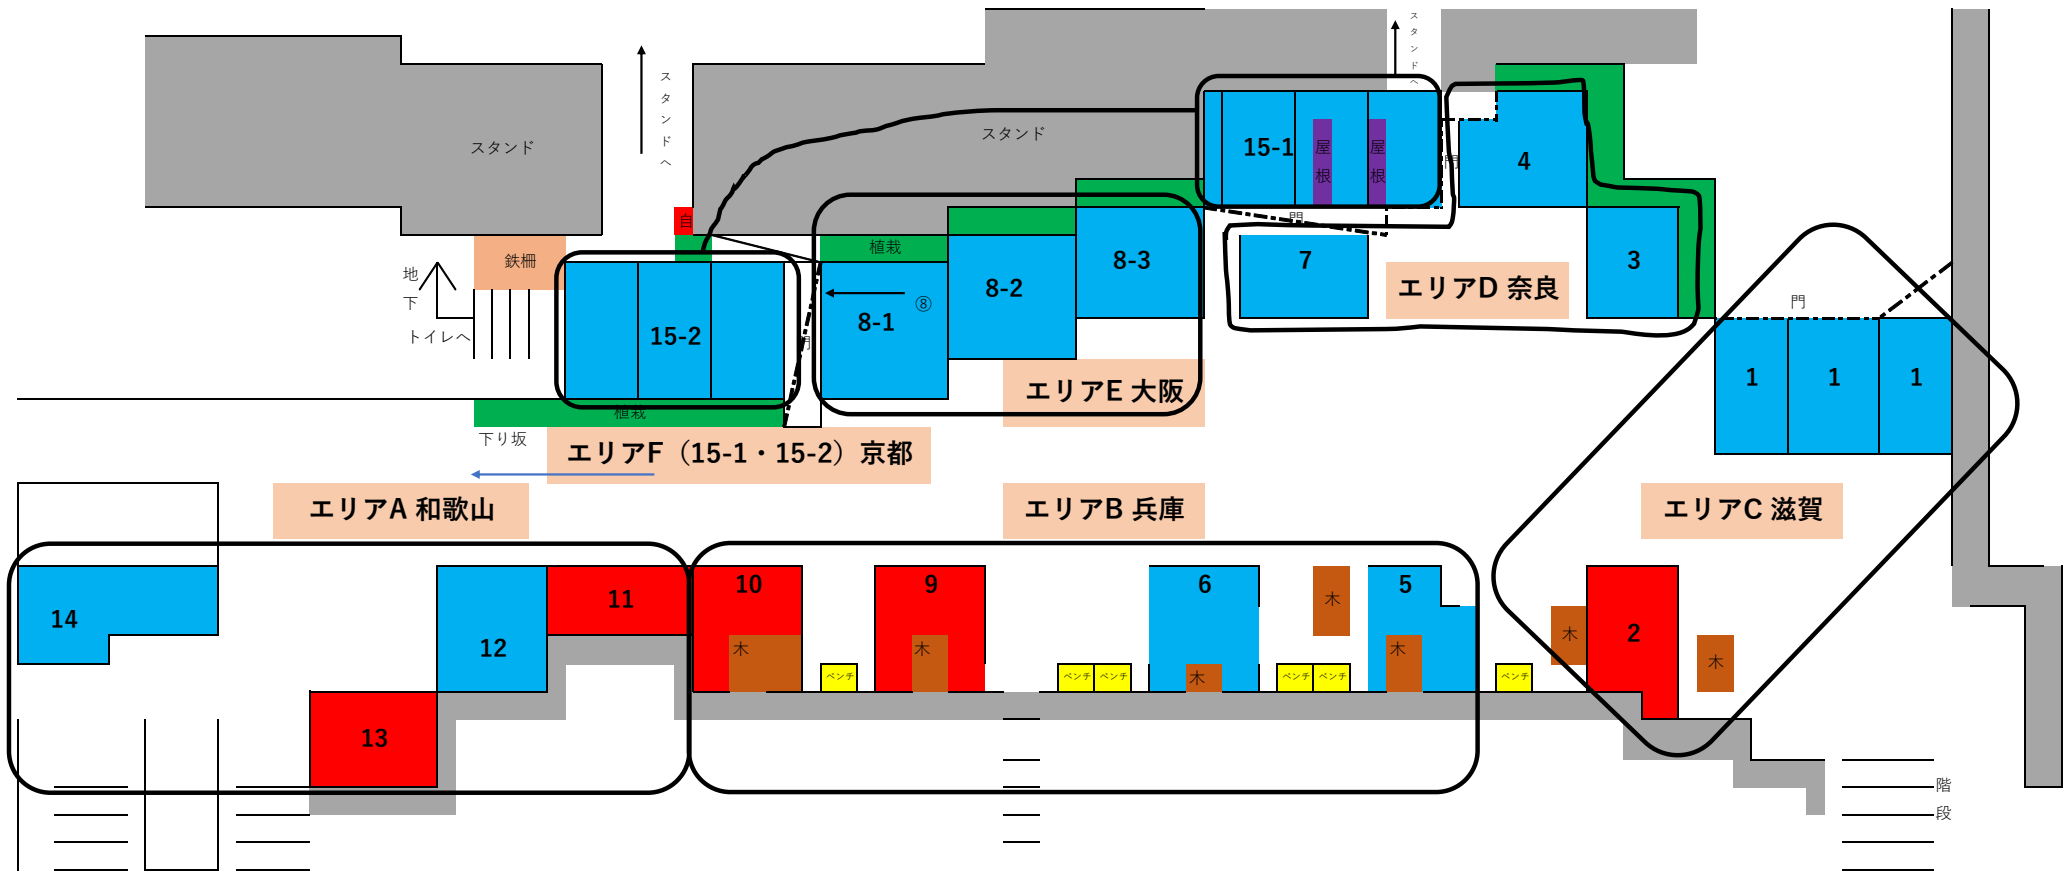 スタンドへ
スタンドへ
スタンド
スタンド
15-1
屋根
屋根
門
4
自
門
鉄柵
植栽
8-3
7
3
エリアD 奈良
地下
トイレへ
15-2
門
8-1
⑧
8-2
門
1
1
1
エリアE 大阪
植栽
下り坂
エリアF（15-1・15-2）京都
エリアA 和歌山
エリアB 兵庫
エリアC 滋賀
14
12
11
10
木
9
木
6
木
木
5
木
木
2
木
ベンチ
ベンチ
ベンチ
ベンチ
ベンチ
ベンチ
13
階段